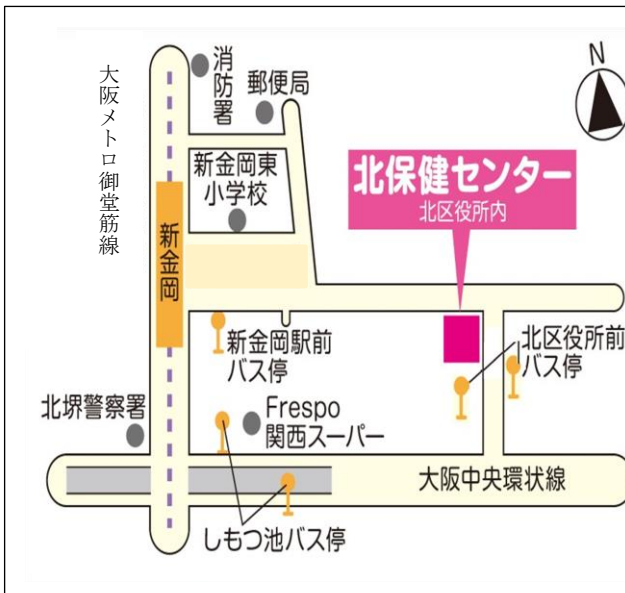 大阪メトロ御堂筋線
消防署
郵便局
N
新金岡東
小学校
北保健センター
北区役所内
新金岡
新金岡駅前
バス停
北区役所前
バス停
北堺警察署
Frespo
関西スーパー
大阪中央環状線
しもつ池バス停